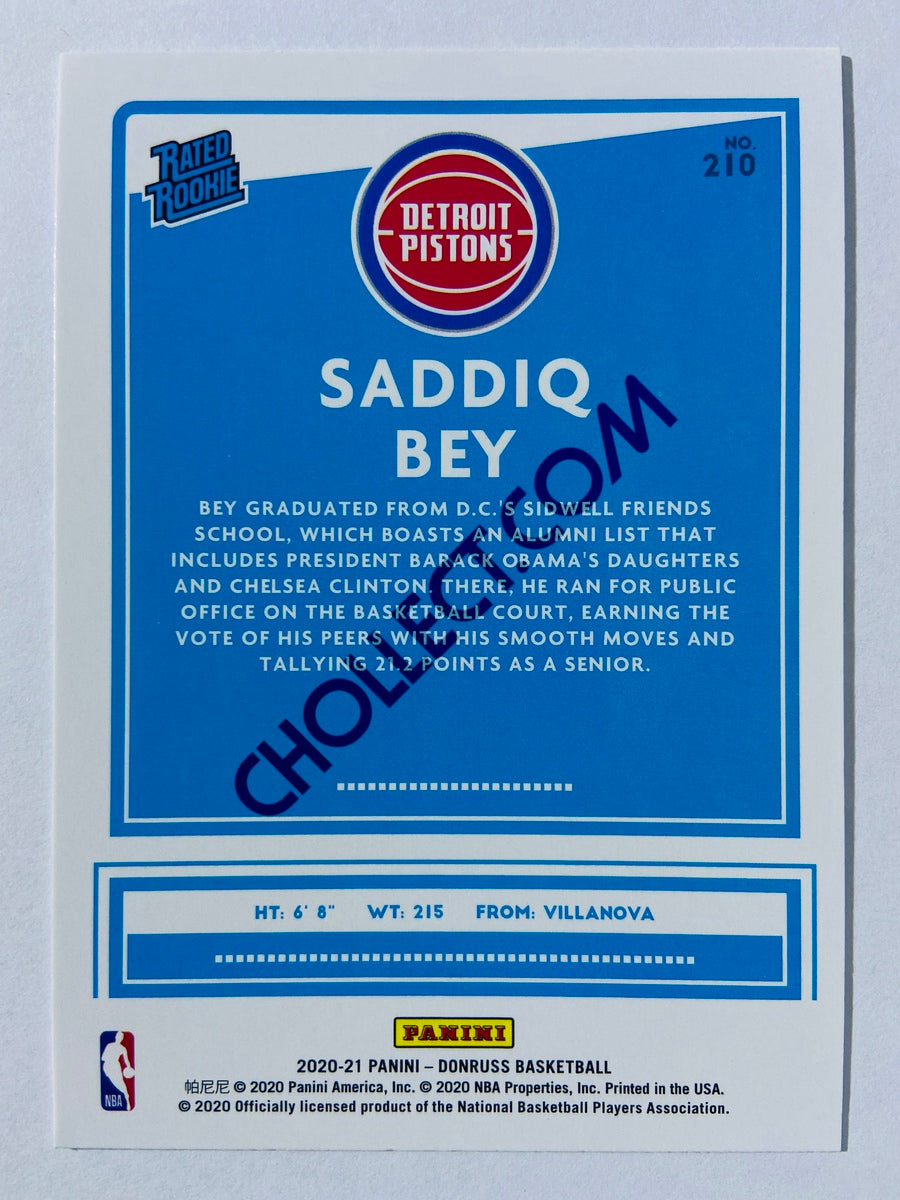 RATED
ROOKIE
NO.
210
DETROIT
PISTONS
SADDIQ
BEY
BEY GRADUATED FROM D.C.'S SIDWELL FRIENDS
SCHOOL, WHICH BOASTS AN ALUMNI LIST THAT
INCLUDES PRESIDENT BARACK OBAMA'S DAUGHTERS
AND CHELSEA CLINTON. THERE, HE RAN FOR PUBLIC
OFFICE ON THE BASKETBALL COURT, EARNING THE
VOTE OF HIS PEERS WITH HIS SMOOTH MOVES AND
TALLYING 21.2 POINTS AS A SENIOR.
CHOLLECT.COM
HT: 6' 8" WT: 215 FROM: VILLANOVA
PANINI
2020-21 PANINI – DONRUSS BASKETBALL
帕尼尼 © 2020 Panini America, Inc. © 2020 NBA Properties, Inc. Printed in the USA.
© 2020 Officially licensed product of the National Basketball Players Association.
NBA